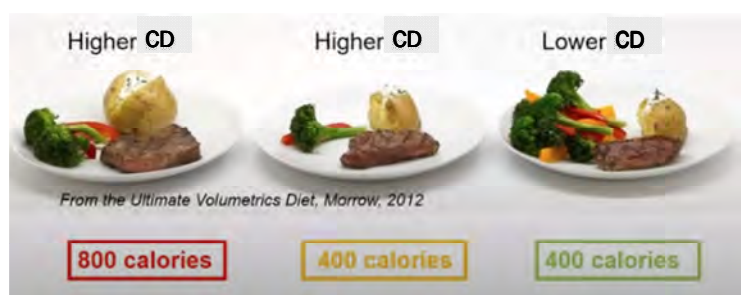 Higher CD
Higher CD
Lower CD
From the Ultimate Volumetrics Diet, Morrow, 2012
800 calories
400 calories
400 calories